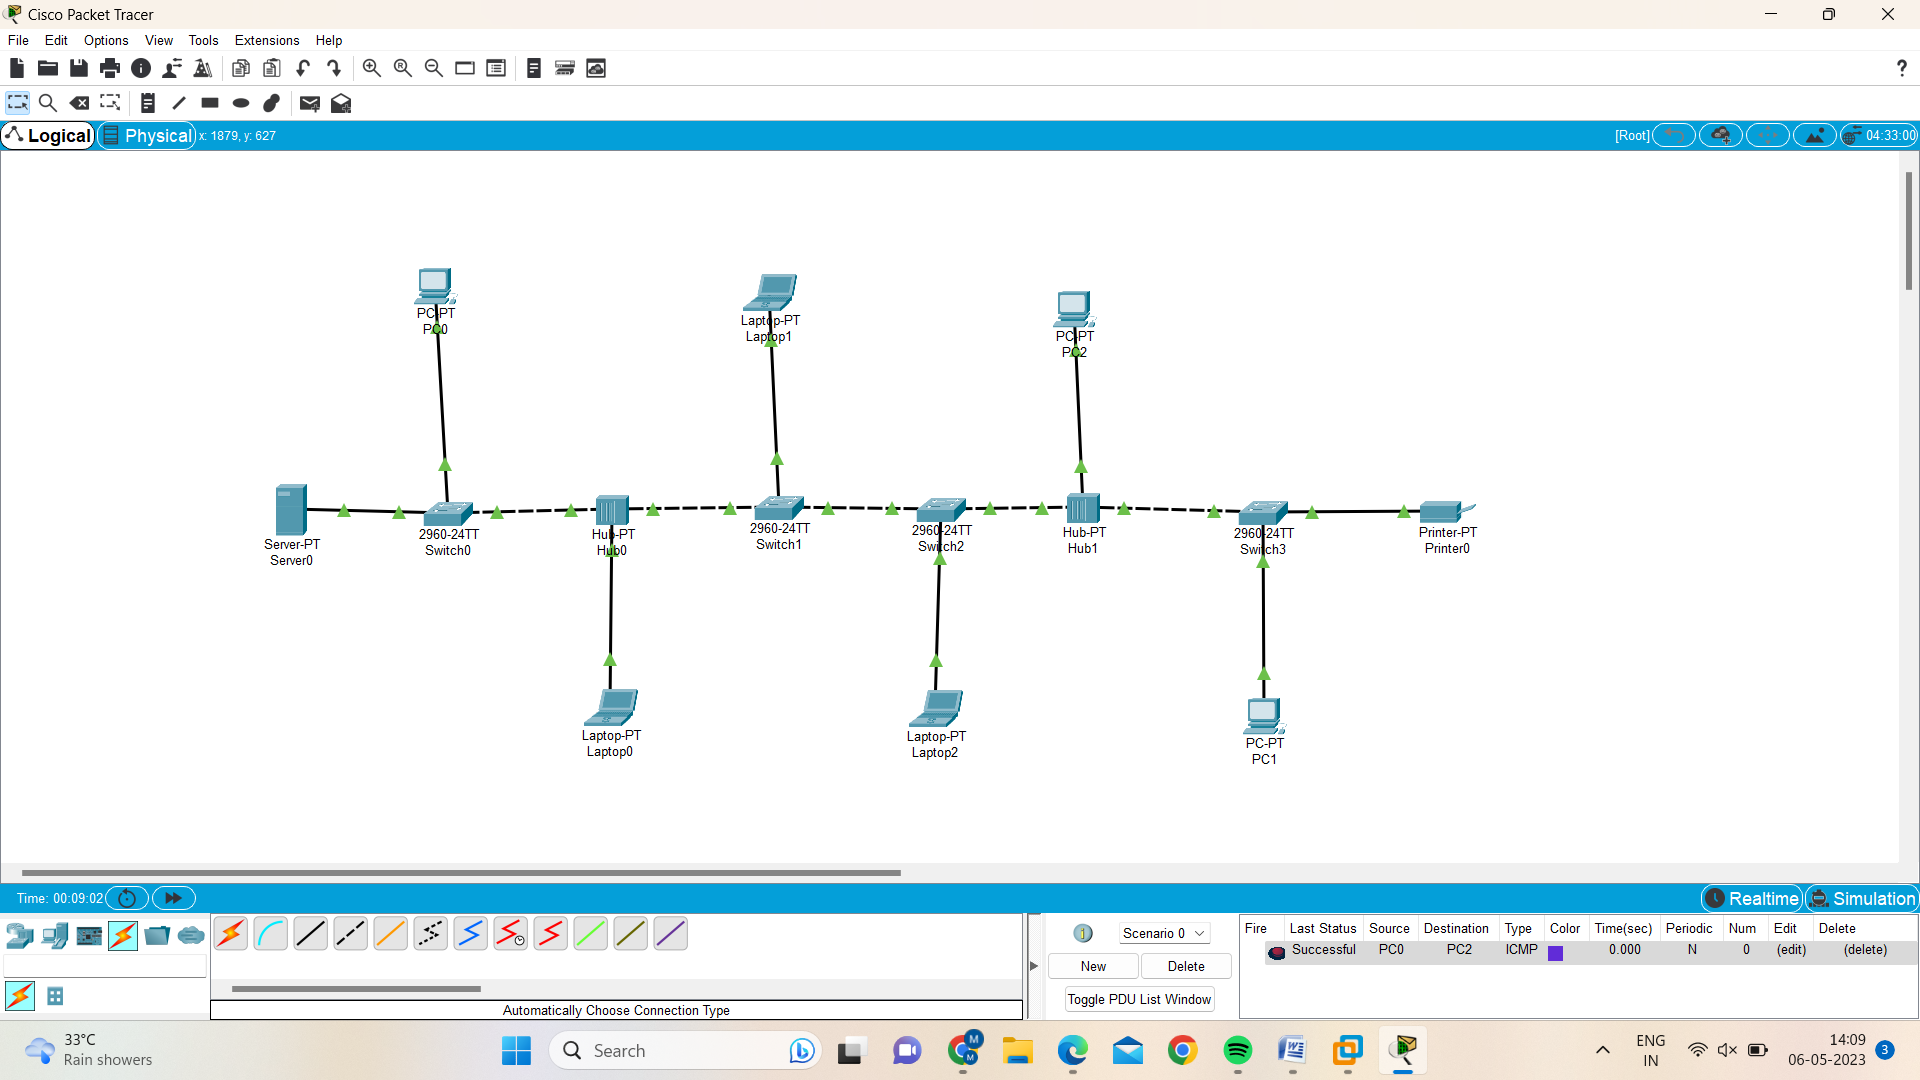 Cisco Packet Tracer
File Edit Options View Tools Extensions Help
?
Logical Physical x: 1879, y: 627 [Root] 04:33:00
PC-PT
PC0
Laptop-PT
Laptop1
PC-PT
PC2
Server-PT
Server0
2960-24TT
Switch0
Hub-PT
Hub0
2960-24TT
Switch1
2960-24TT
Switch2
Hub-PT
Hub1
2960-24TT
Switch3
Printer-PT
Printer0
Laptop-PT
Laptop0
Laptop-PT
Laptop2
PC-PT
PC1
Time: 00:09:02 Realtime Simulation
Scenario 0
New Delete
Toggle PDU List Window
Fire Last Status Source Destination Type Color Time(sec) Periodic Num Edit Delete
Successful PC0 PC2 ICMP 0.000 N 0 (edit) (delete)
Automatically Choose Connection Type
33°C
Rain showers
Search
M
M
ENG
IN
14:09
06-05-2023
3